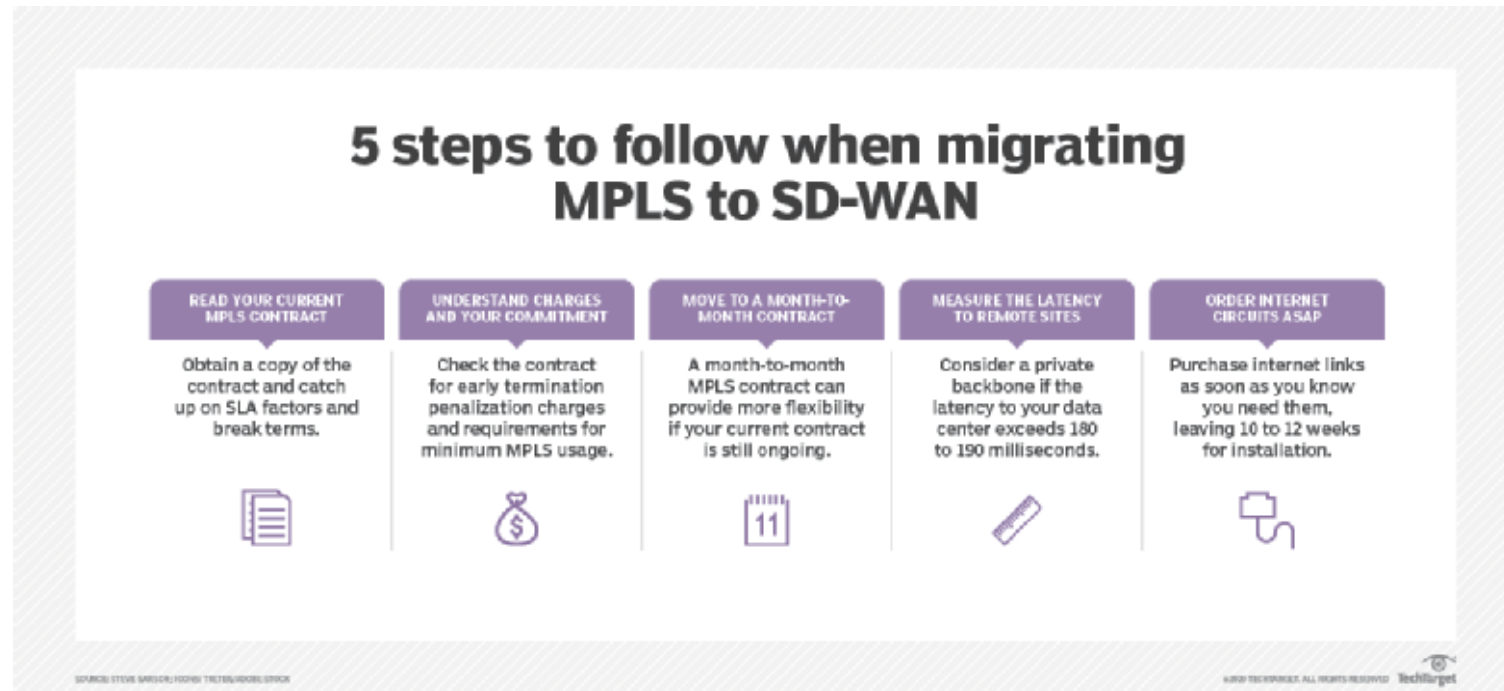 5 steps to follow when migrating
MPLS to SD-WAN
READ YOUR CURRENT
MPLS CONTRACT
Obtain a copy of the
contract and catch
up on SLA factors and
break terms.
UNDERSTAND CHARGES
AND YOUR COMMITMENT
Check the contract
for early termination
penalization charges
and requirements for
minimum MPLS usage.
$
MOVE TO A MONTH-TO-
MONTH CONTRACT
A month-to-month
MPLS contract can
provide more flexibility
if your current contract
is still ongoing.
11
MEASURE THE LATENCY
TO REMOTE SITES
Consider a private
backbone if the
latency to your data
center exceeds 180
to 190 milliseconds.
ORDER INTERNET
CIRCUITS ASAP
Purchase internet links
as soon as you know
you need them,
leaving 10 to 12 weeks
for installation.
SOURCE: STEVE
TECHTARGET. ALL RIGHTS RESERVED TechTarget